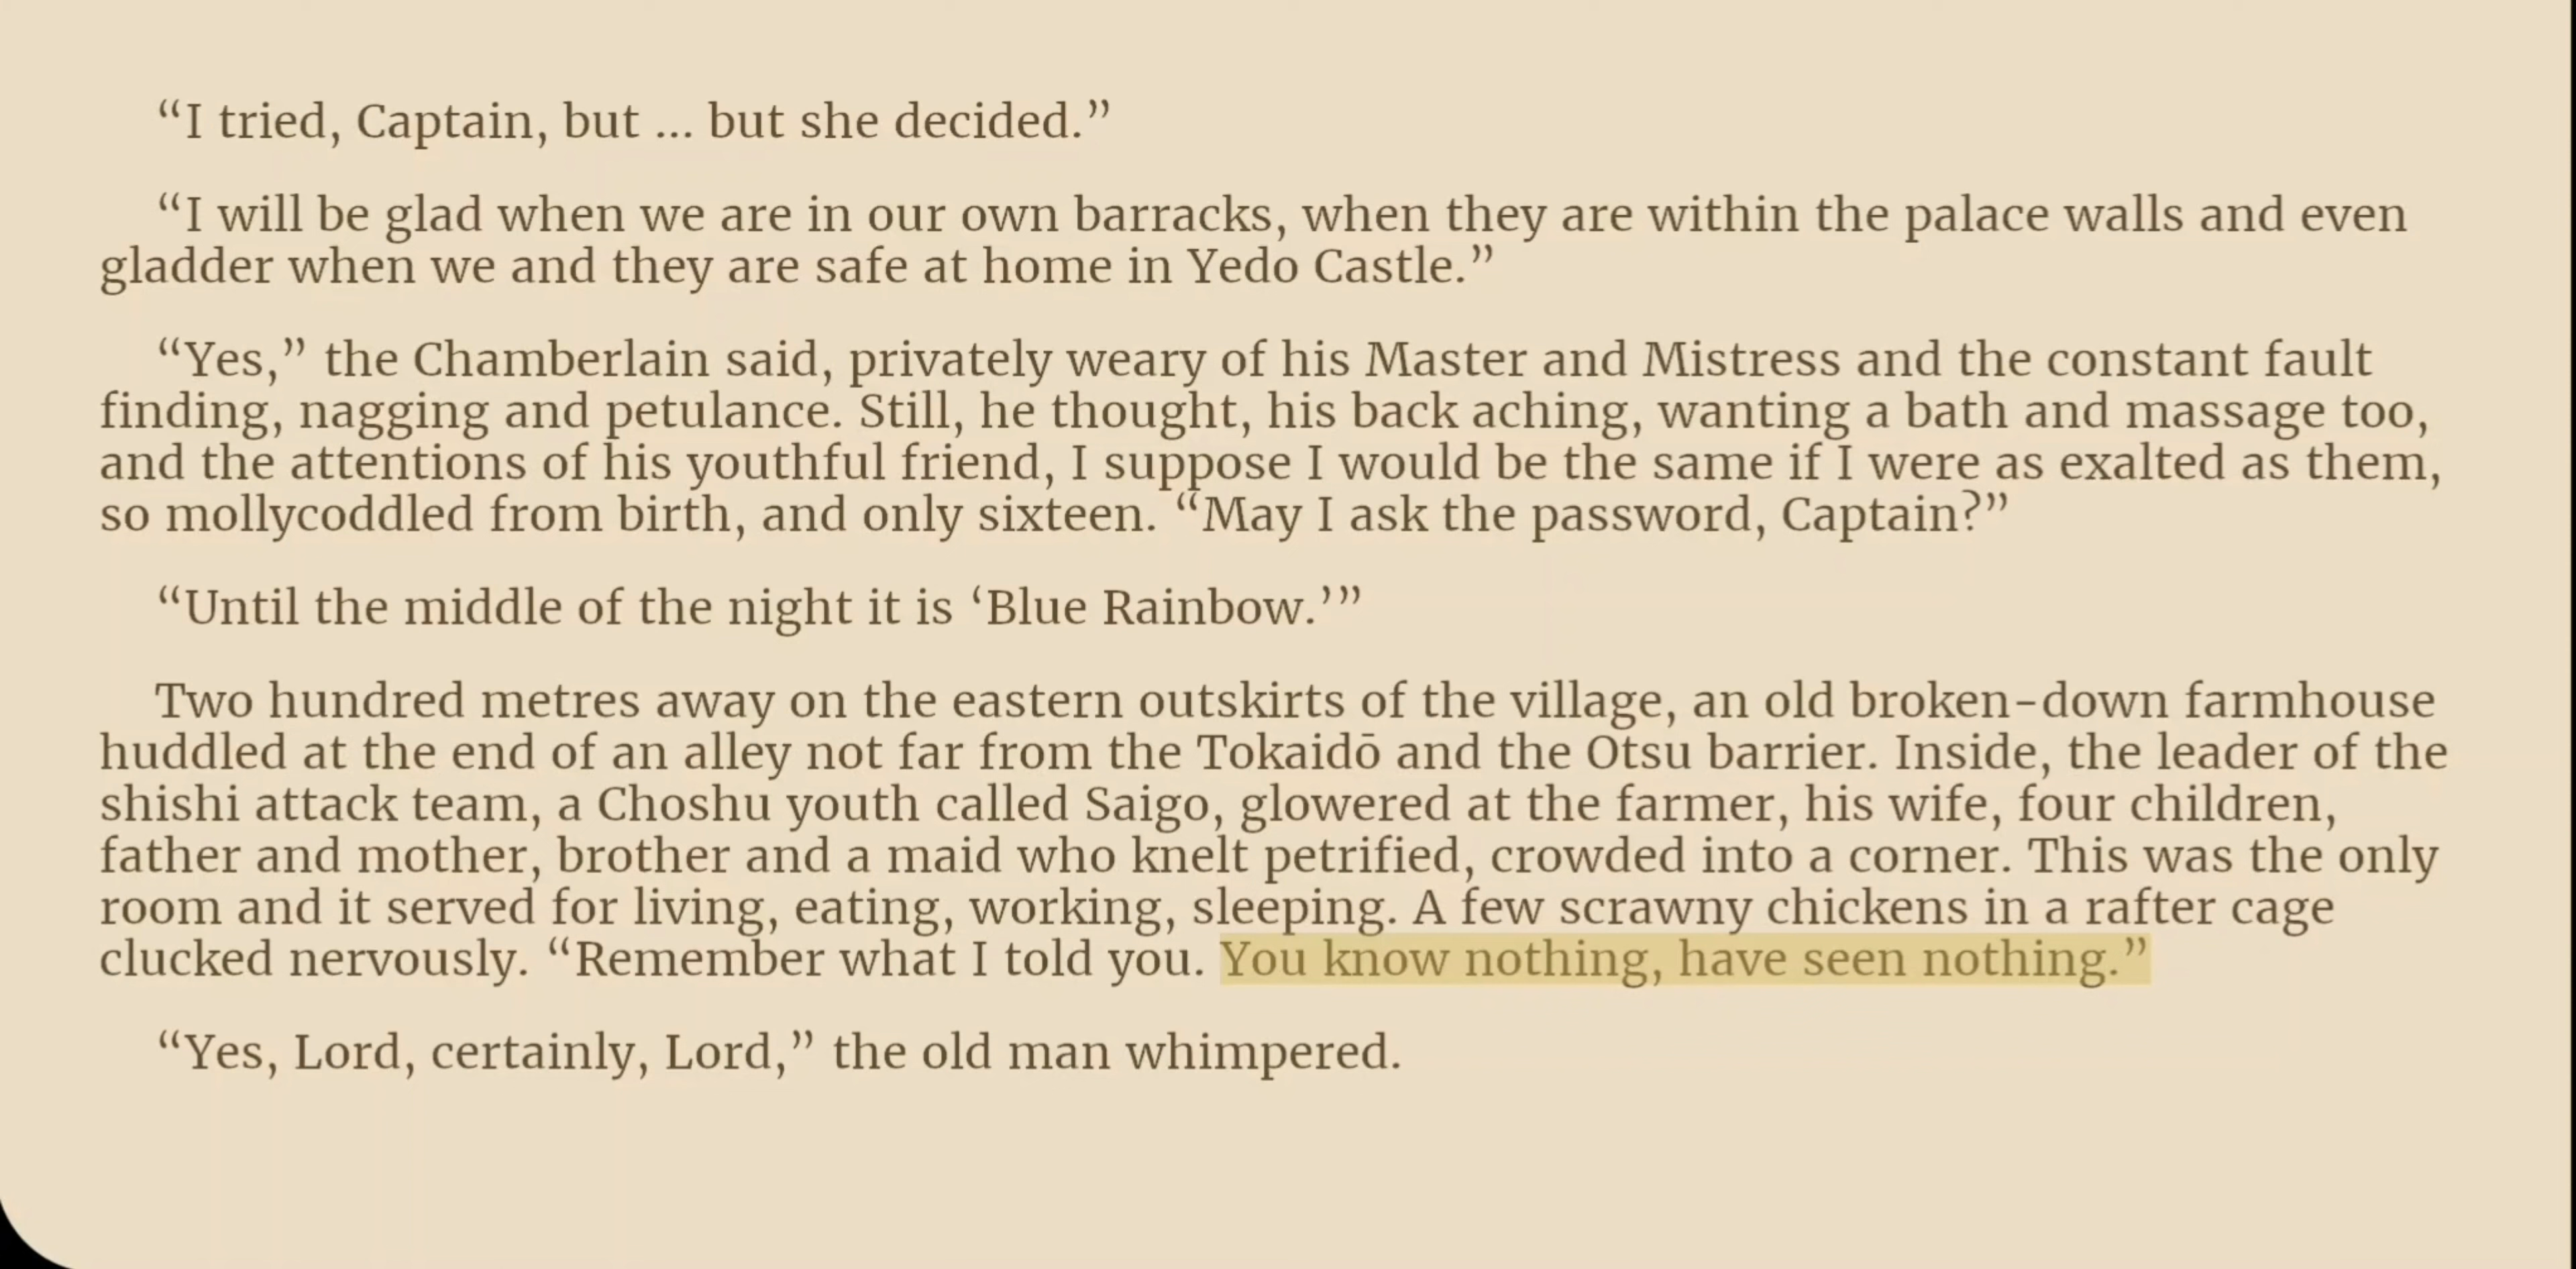 “I tried, Captain, but ... but she decided.”
“I will be glad when we are in our own barracks, when they are within the palace walls and even
gladder when we and they are safe at home in Yedo Castle.”
“Yes,” the Chamberlain said, privately weary of his Master and Mistress and the constant fault
finding, nagging and petulance. Still, he thought, his back aching, wanting a bath and massage too,
and the attentions of his youthful friend, I suppose I would be the same if I were as exalted as them,
so mollycoddled from birth, and only sixteen. “May I ask the password, Captain?”
“Until the middle of the night it is ‘Blue Rainbow.’”
Two hundred metres away on the eastern outskirts of the village, an old broken-down farmhouse
huddled at the end of an alley not far from the Tokaidō and the Otsu barrier. Inside, the leader of the
shishi attack team, a Choshu youth called Saigo, glowered at the farmer, his wife, four children,
father and mother, brother and a maid who knelt petrified, crowded into a corner. This was the only
room and it served for living, eating, working, sleeping. A few scrawny chickens in a rafter cage
clucked nervously. “Remember what I told you. You know nothing, have seen nothing.”
“Yes, Lord, certainly, Lord,” the old man whimpered.